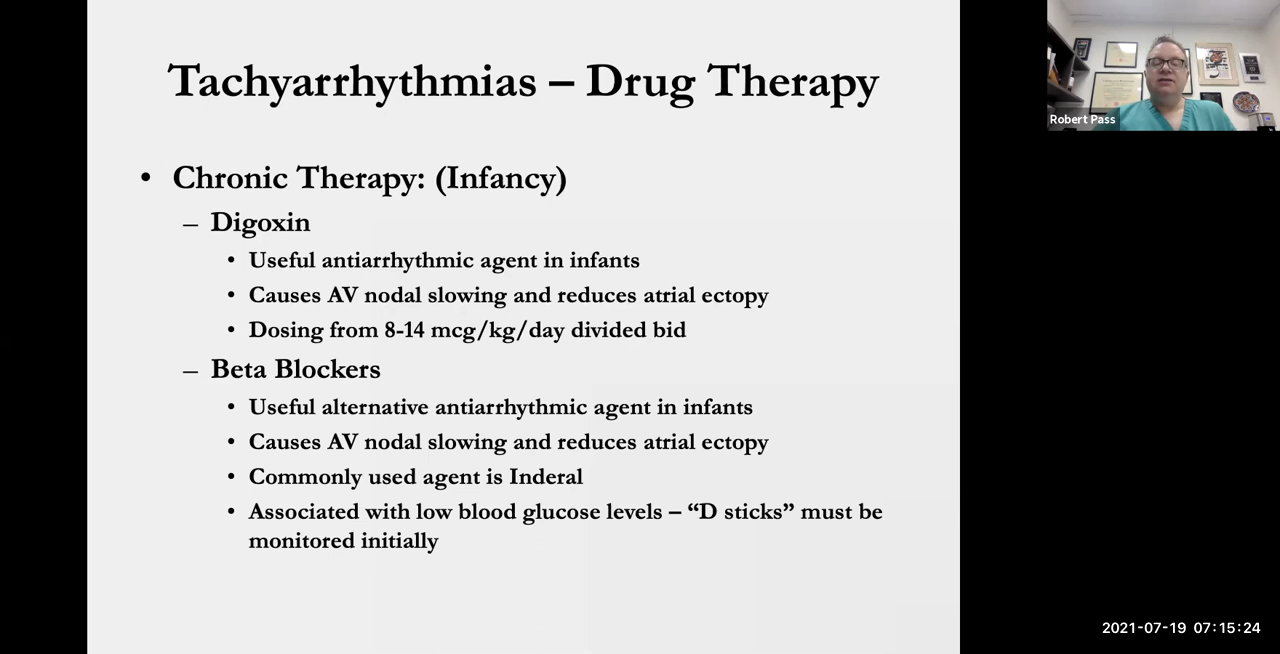 Tachyarrhythmias – Drug Therapy
• Chronic Therapy: (Infancy)
– Digoxin
• Useful antiarrhythmic agent in infants
• Causes AV nodal slowing and reduces atrial ectopy
• Dosing from 8-14 mcg/kg/day divided bid
– Beta Blockers
• Useful alternative antiarrhythmic agent in infants
• Causes AV nodal slowing and reduces atrial ectopy
• Commonly used agent is Inderal
• Associated with low blood glucose levels – “D sticks” must be
monitored initially
Robert Pass
2021-07-19 07:15:24